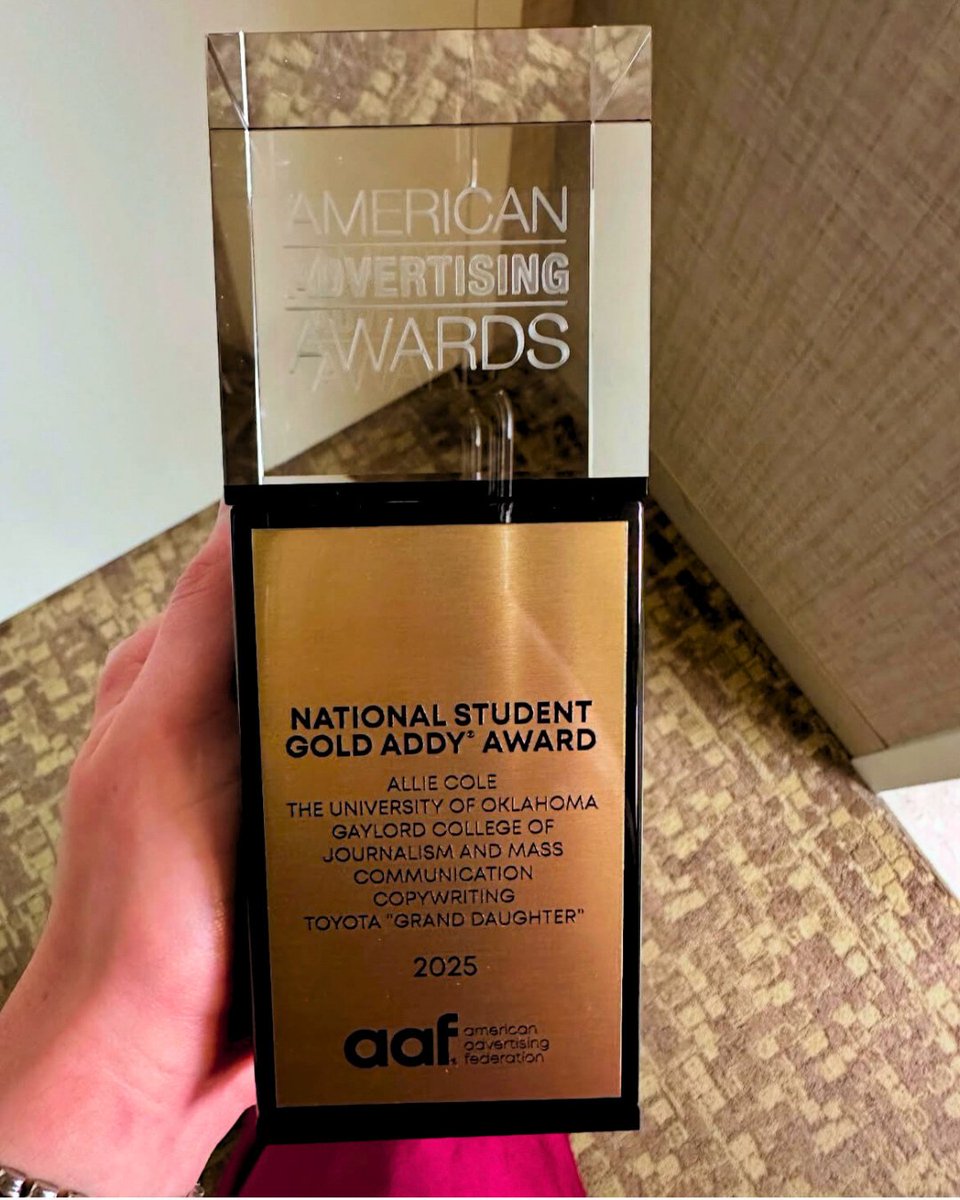 AMERICAN
ADVERTISING
AWARDS
NATIONAL STUDENT
GOLD ADDY® AWARD
ALLIE COLE
THE UNIVERSITY OF OKLAHOMA
GAYLORD COLLEGE OF
JOURNALISM AND MASS
COMMUNICATION
COPYWRITING
TOYOTA "GRAND DAUGHTER"
2025
aaf
american
advertising
federation